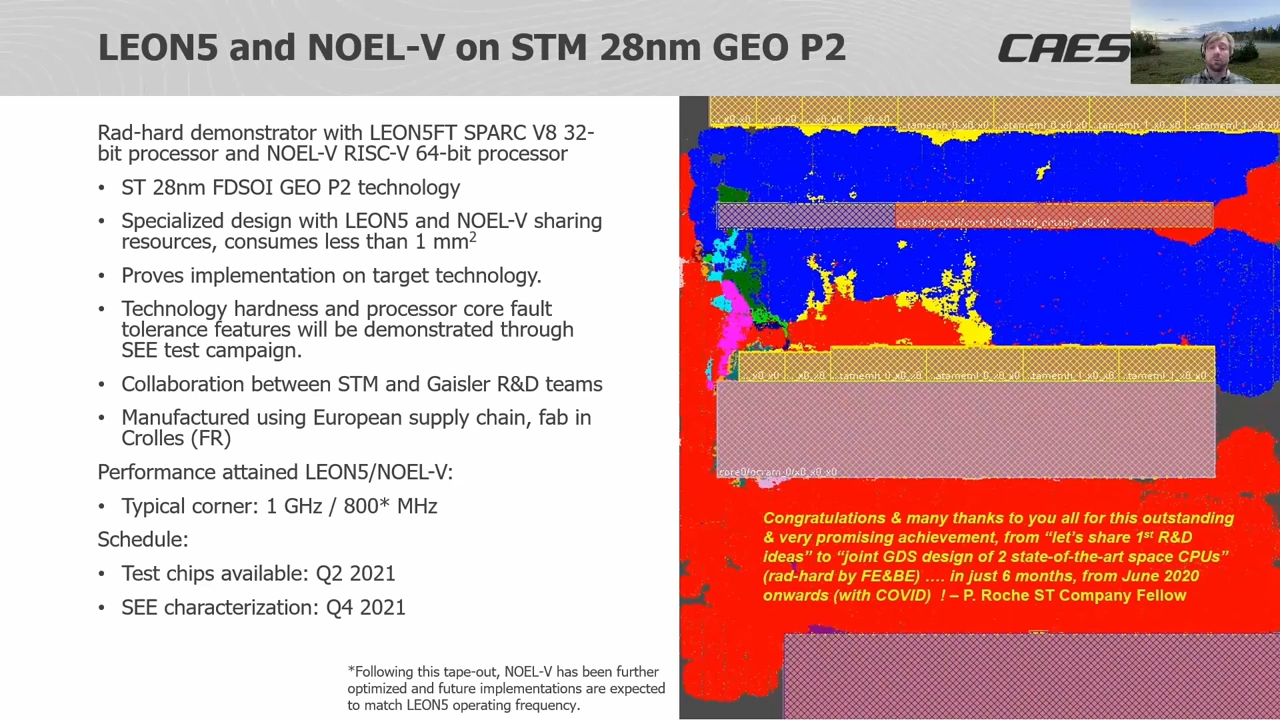 LEON5 and NOEL-V on STM 28nm GEO P2
CAES
Rad-hard demonstrator with LEON5FT SPARC V8 32-
bit processor and NOEL-V RISC-V 64-bit processor
• ST 28nm FDSOI GEO P2 technology
• Specialized design with LEON5 and NOEL-V sharing
resources, consumes less than 1 mm²
• Proves implementation on target technology.
• Technology hardness and processor core fault
tolerance features will be demonstrated through
SEE test campaign.
• Collaboration between STM and Gaisler R&D teams
• Manufactured using European supply chain, fab in
Crolles (FR)
Performance attained LEON5/NOEL-V:
• Typical corner: 1 GHz / 800* MHz
Schedule:
• Test chips available: Q2 2021
• SEE characterization: Q4 2021
*Following this tape-out, NOEL-V has been further
optimized and future implementations are expected
to match LEON5 operating frequency.
Congratulations & many thanks to you all for this outstanding
& very promising achievement, from “let’s share 1st R&D
ideas” to “joint GDS design of 2 state-of-the-art space CPUs”
(rad-hard by FE&BE) …. in just 6 months, from June 2020
onwards (with COVID)  ! – P. Roche ST Company Fellow